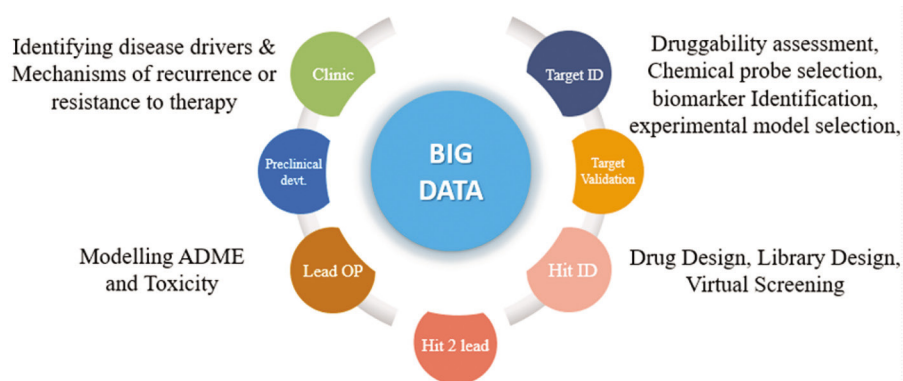 Identifying disease drivers &
Mechanisms of recurrence or
resistance to therapy
Clinic
Target ID
Druggability assessment,
Chemical probe selection,
biomarker Identification,
experimental model selection,
Preclinical
devt.
BIG
DATA
Target
Validation
Modelling ADME
and Toxicity
Lead OP
Hit ID
Drug Design, Library Design,
Virtual Screening
Hit 2 lead